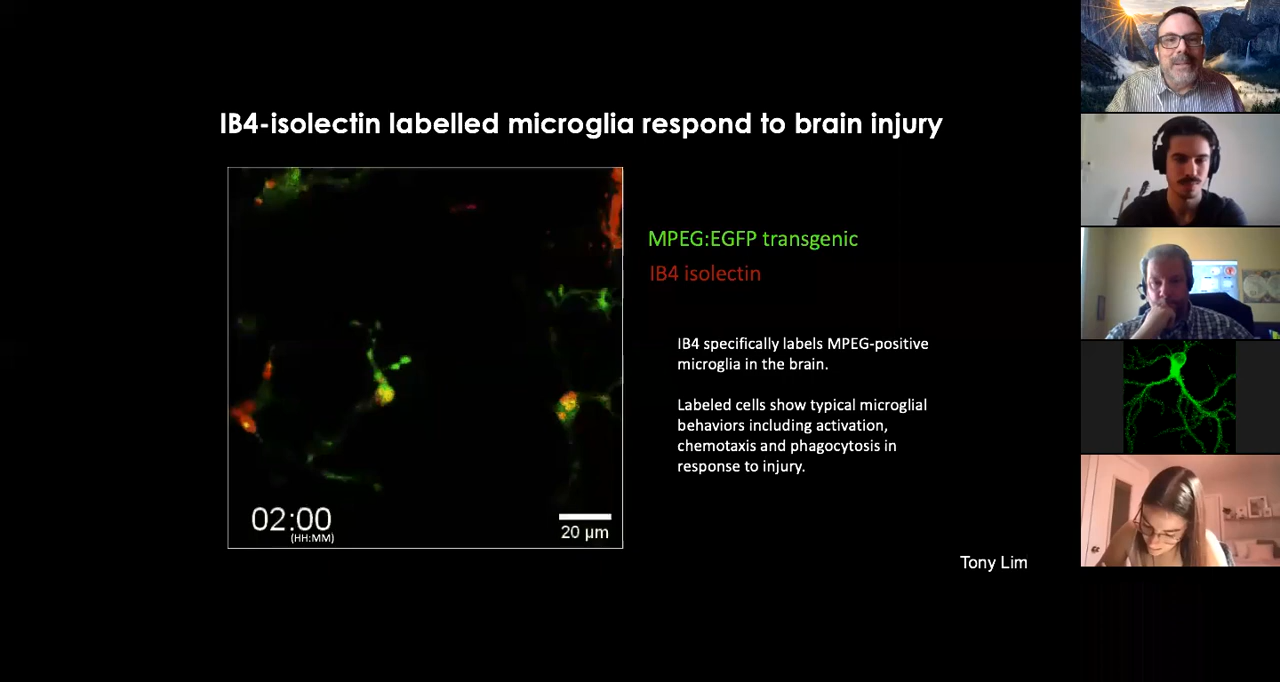 IB4-isolectin labelled microglia respond to brain injury
MPEG:EGFP transgenic
IB4 isolectin
IB4 specifically labels MPEG-positive
microglia in the brain.
Labeled cells show typical microglial
behaviors including activation,
chemotaxis and phagocytosis in
response to injury.
02:00
(HH:MM)
20 µm
Tony Lim